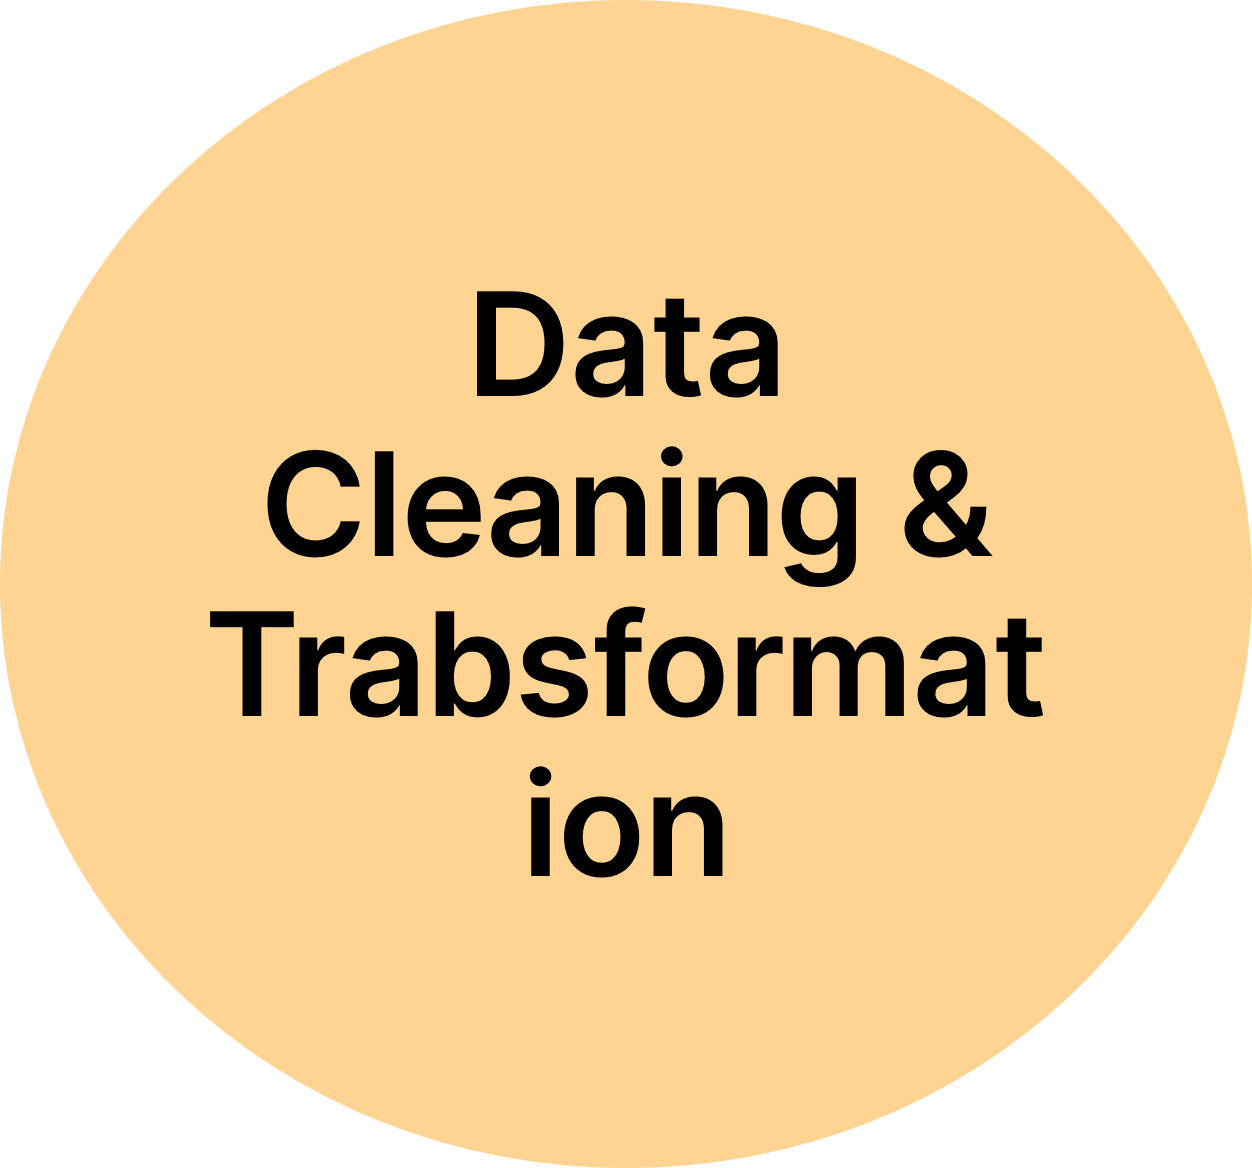 Data
Cleaning &
Trabsformat
ion